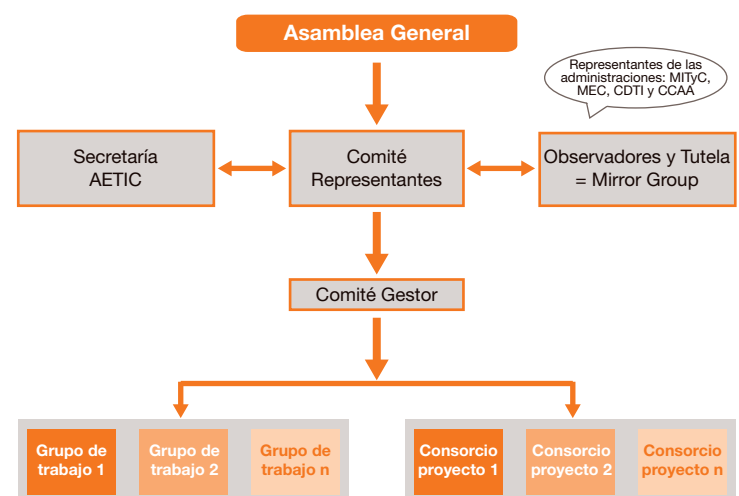 Asamblea General
Representantes de las
administraciones: MITyC,
MEC, CDTI y CCAA
Secretaría
AETIC
Comité
Representantes
Observadores y Tutela
= Mirror Group
Comité Gestor
Grupo de
trabajo 1
Grupo de
trabajo 2
Grupo de
trabajo n
Consorcio
proyecto 1
Consorcio
proyecto 2
Consorcio
proyecto n